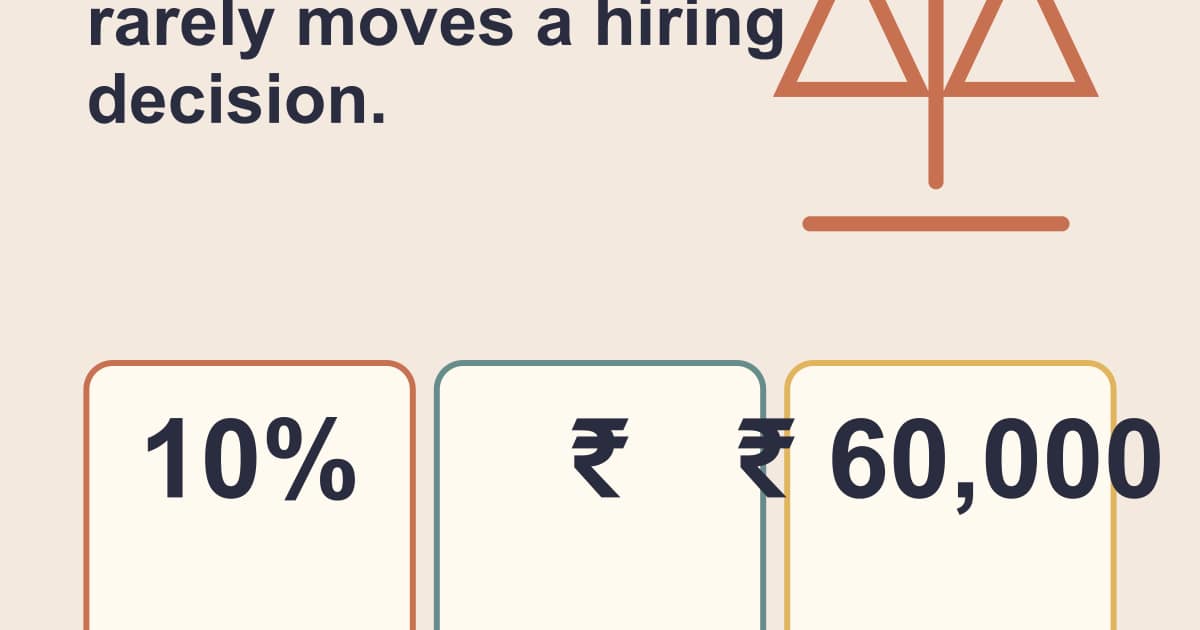 rarely moves a hiring
decision.
10%
₹
₹ 60,000